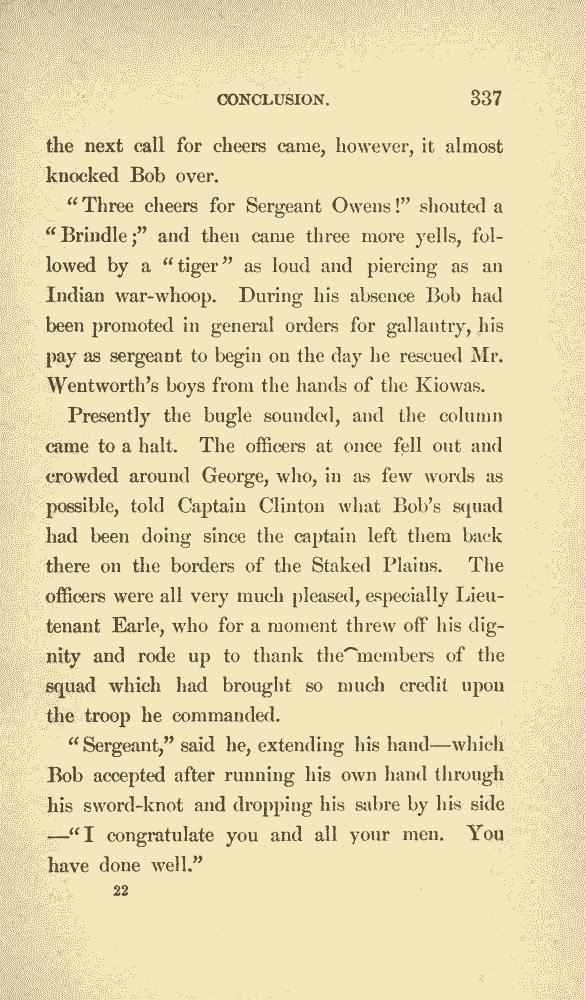 CONCLUSION. 337
the next call for cheers came, however, it almost
knocked Bob over.
“Three cheers for Sergeant Owens!” shouted a
“Brindle;” and then came three more yells, fol-
lowed by a “tiger” as loud and piercing as an
Indian war-whoop. During his absence Bob had
been promoted in general orders for gallantry, his
pay as sergeant to begin on the day he rescued Mr.
Wentworth’s boys from the hands of the Kiowas.
Presently the bugle sounded, and the column
came to a halt. The officers at once fell out and
crowded around George, who, in as few words as
possible, told Captain Clinton what Bob’s squad
had been doing since the captain left them back
there on the borders of the Staked Plains. The
officers were all very much pleased, especially Lieu-
tenant Earle, who for a moment threw off his dig-
nity and rode up to thank the members of the
squad which had brought so much credit upon
the troop he commanded.
“Sergeant,” said he, extending his hand—which
Bob accepted after running his own hand through
his sword-knot and dropping his sabre by his side
—“I congratulate you and all your men. You
have done well.”
22